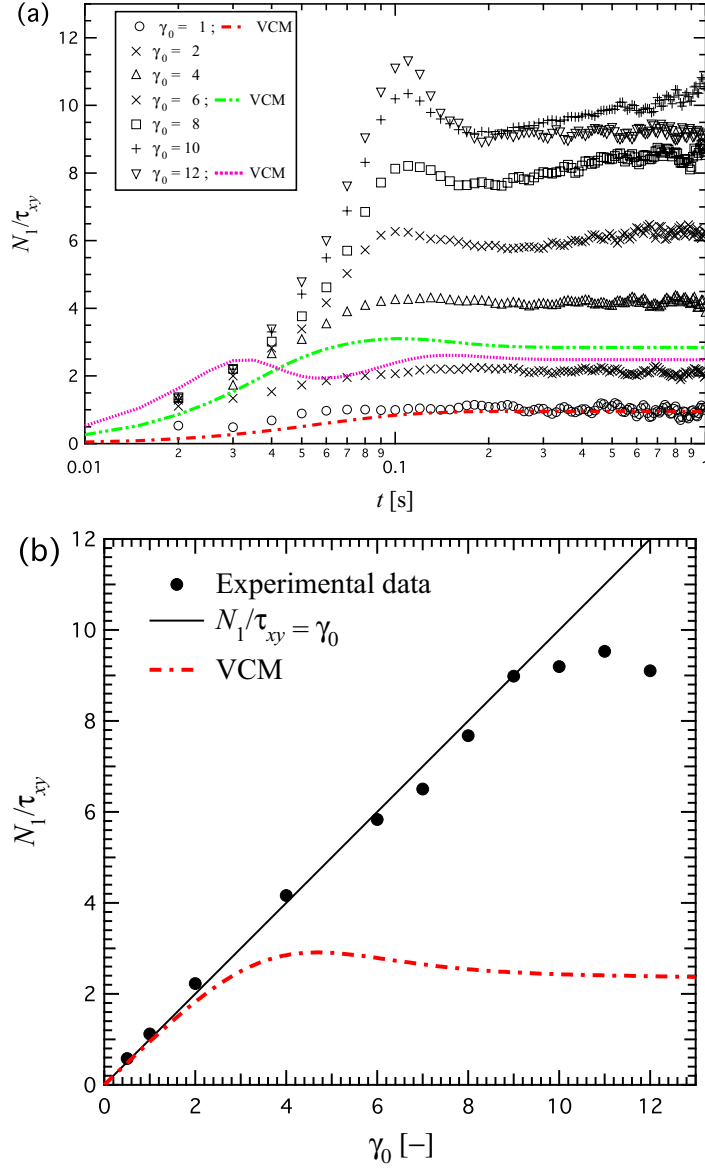 (a)
12
10
8
6
4
2
0
N₁/τxy
γ₀ = 1 ; VCM
γ₀ = 2
γ₀ = 4
γ₀ = 6 ; VCM
γ₀ = 8
γ₀ = 10
γ₀ = 12 ; VCM
0.01 2 3 4 5 6 7 8 9 0.1 2 3 4 5 6 7 8 9 1
t [s]
(b)
12
10
8
6
4
2
0
N₁/τxy
Experimental data
N₁/τxy = γ₀
VCM
0 2 4 6 8 10 12
γ₀ [–]